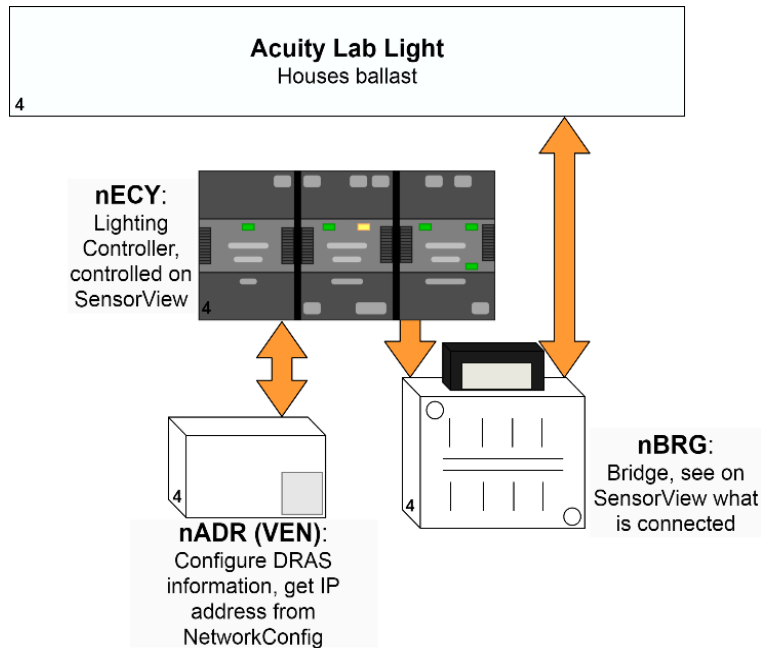 Acuity Lab Light
Houses ballast
4
nECY:
Lighting
Controller,
controlled on
SensorView
4
4
nADR (VEN):
Configure DRAS
information, get IP
address from
NetworkConfig
4
nBRG:
Bridge, see on
SensorView what
is connected